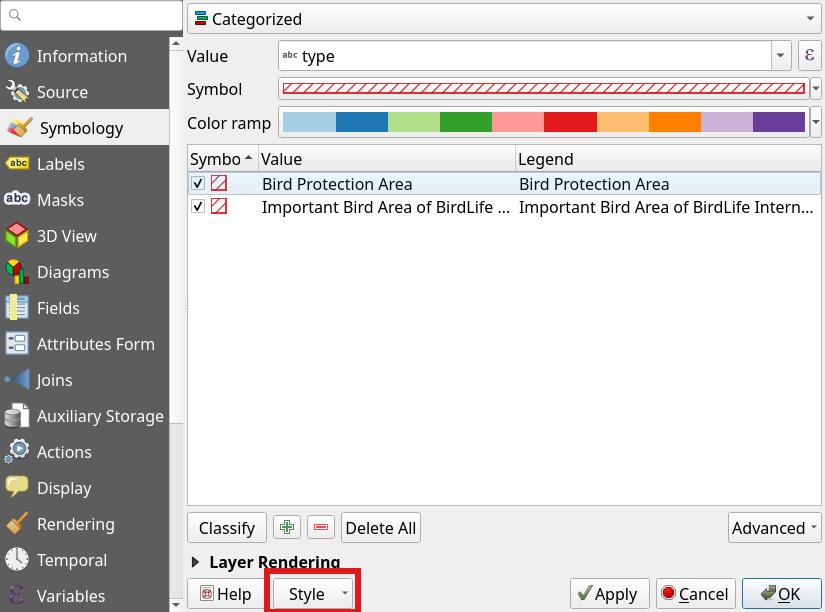 Information
Source
Symbology
abc Labels
abc Masks
3D View
Diagrams
Fields
Attributes Form
Joins
Auxiliary Storage
Actions
Display
Rendering
Temporal
ε Variables
Categorized
Value abc type ε
Symbol
Color ramp
Symbo Value Legend
Bird Protection Area Bird Protection Area
Important Bird Area of BirdLife ... Important Bird Area of BirdLife Intern...
Classify Delete All Advanced
Layer Rendering
Help Style Apply Cancel OK